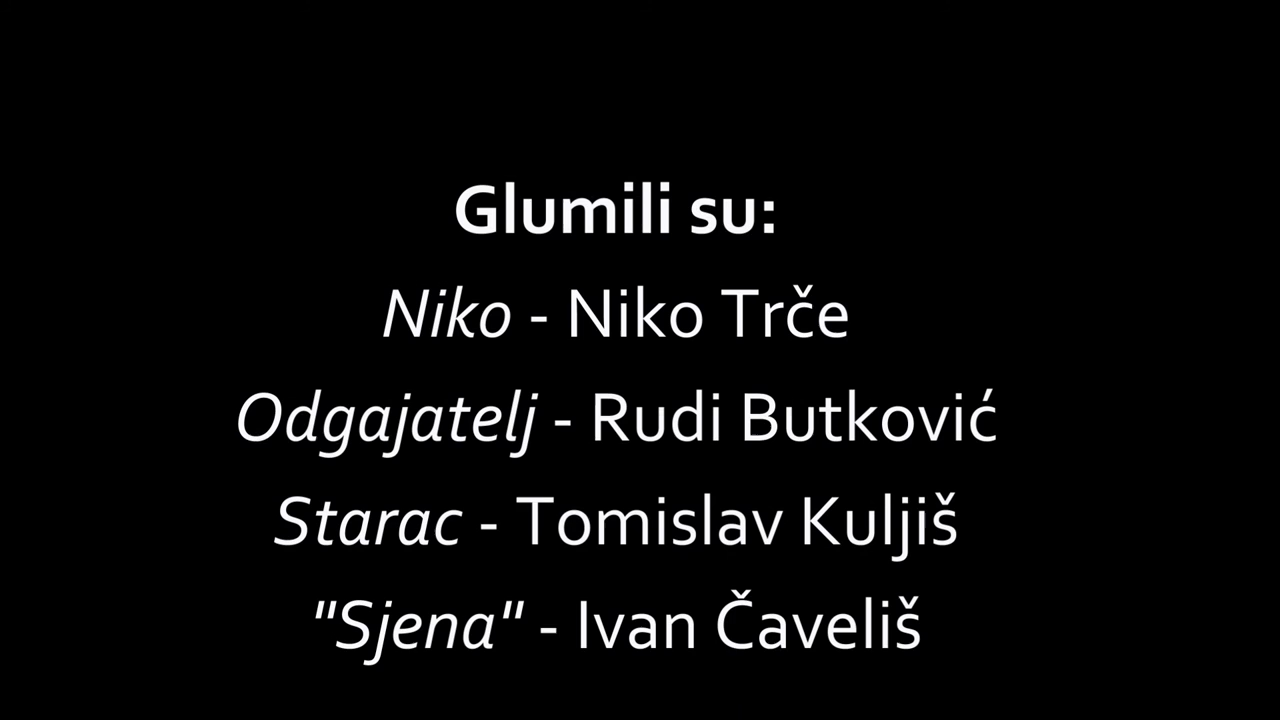 Glumili su:
Niko - Niko Trče
Odgajatelj - Rudi Butković
Starac - Tomislav Kuljiš
"Sjena" - Ivan Čaveliš